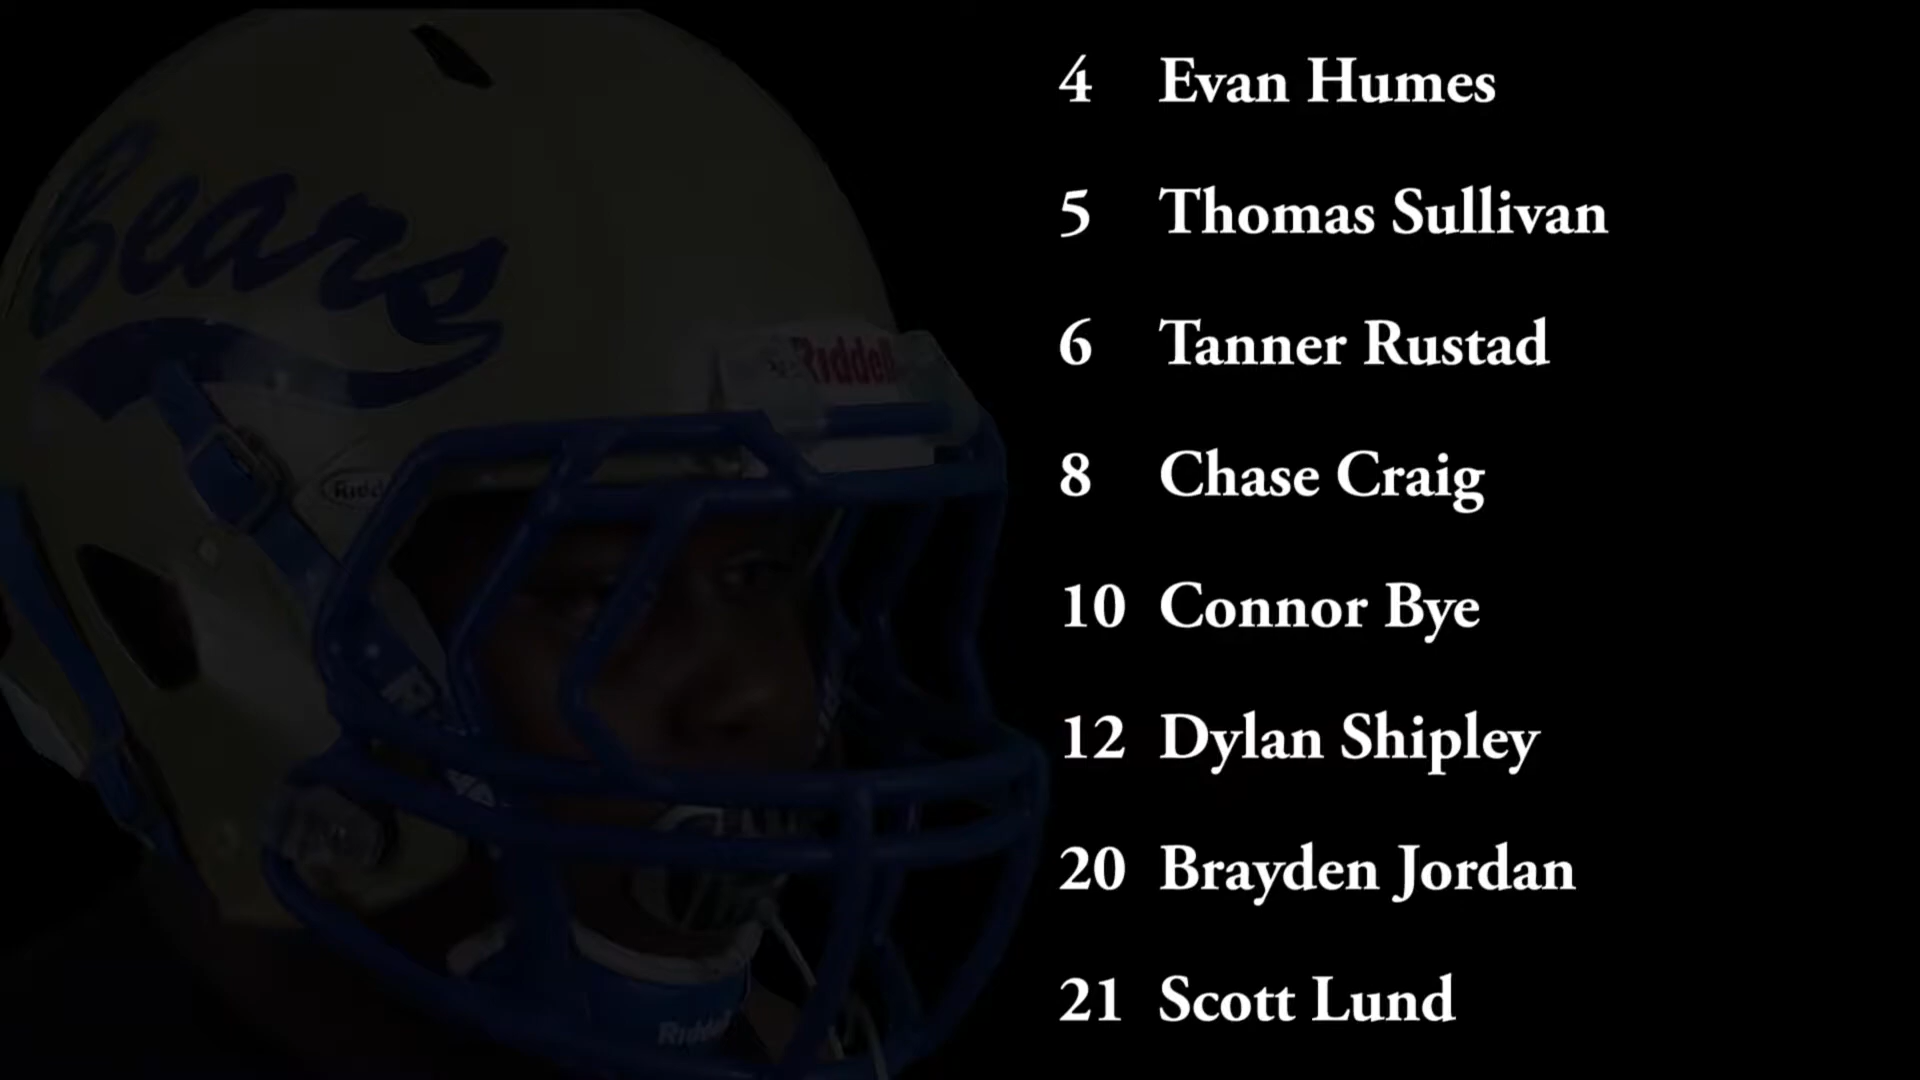 Bears
Riddell
4 Evan Humes
5 Thomas Sullivan
6 Tanner Rustad
8 Chase Craig
10 Connor Bye
12 Dylan Shipley
20 Brayden Jordan
21 Scott Lund
Riddell